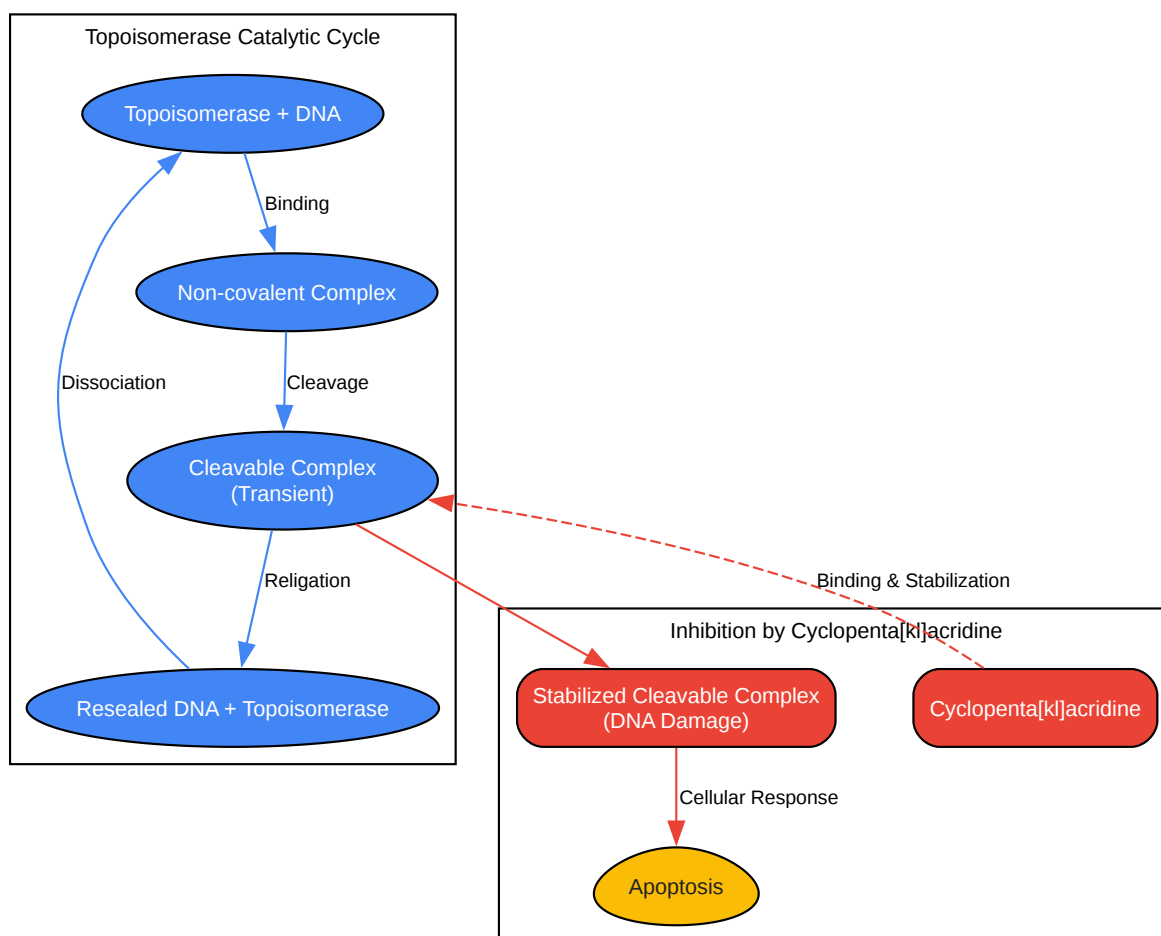 Topoisomerase Catalytic Cycle
Topoisomerase + DNA
Binding
Non-covalent Complex
Dissociation
Cleavage
Cleavable Complex
(Transient)
Religation
Binding & Stabilization
Inhibition by Cyclopenta[kl]acridine
Resealed DNA + Topoisomerase
Stabilized Cleavable Complex
(DNA Damage)
Cyclopenta[kl]acridine
Cellular Response
Apoptosis